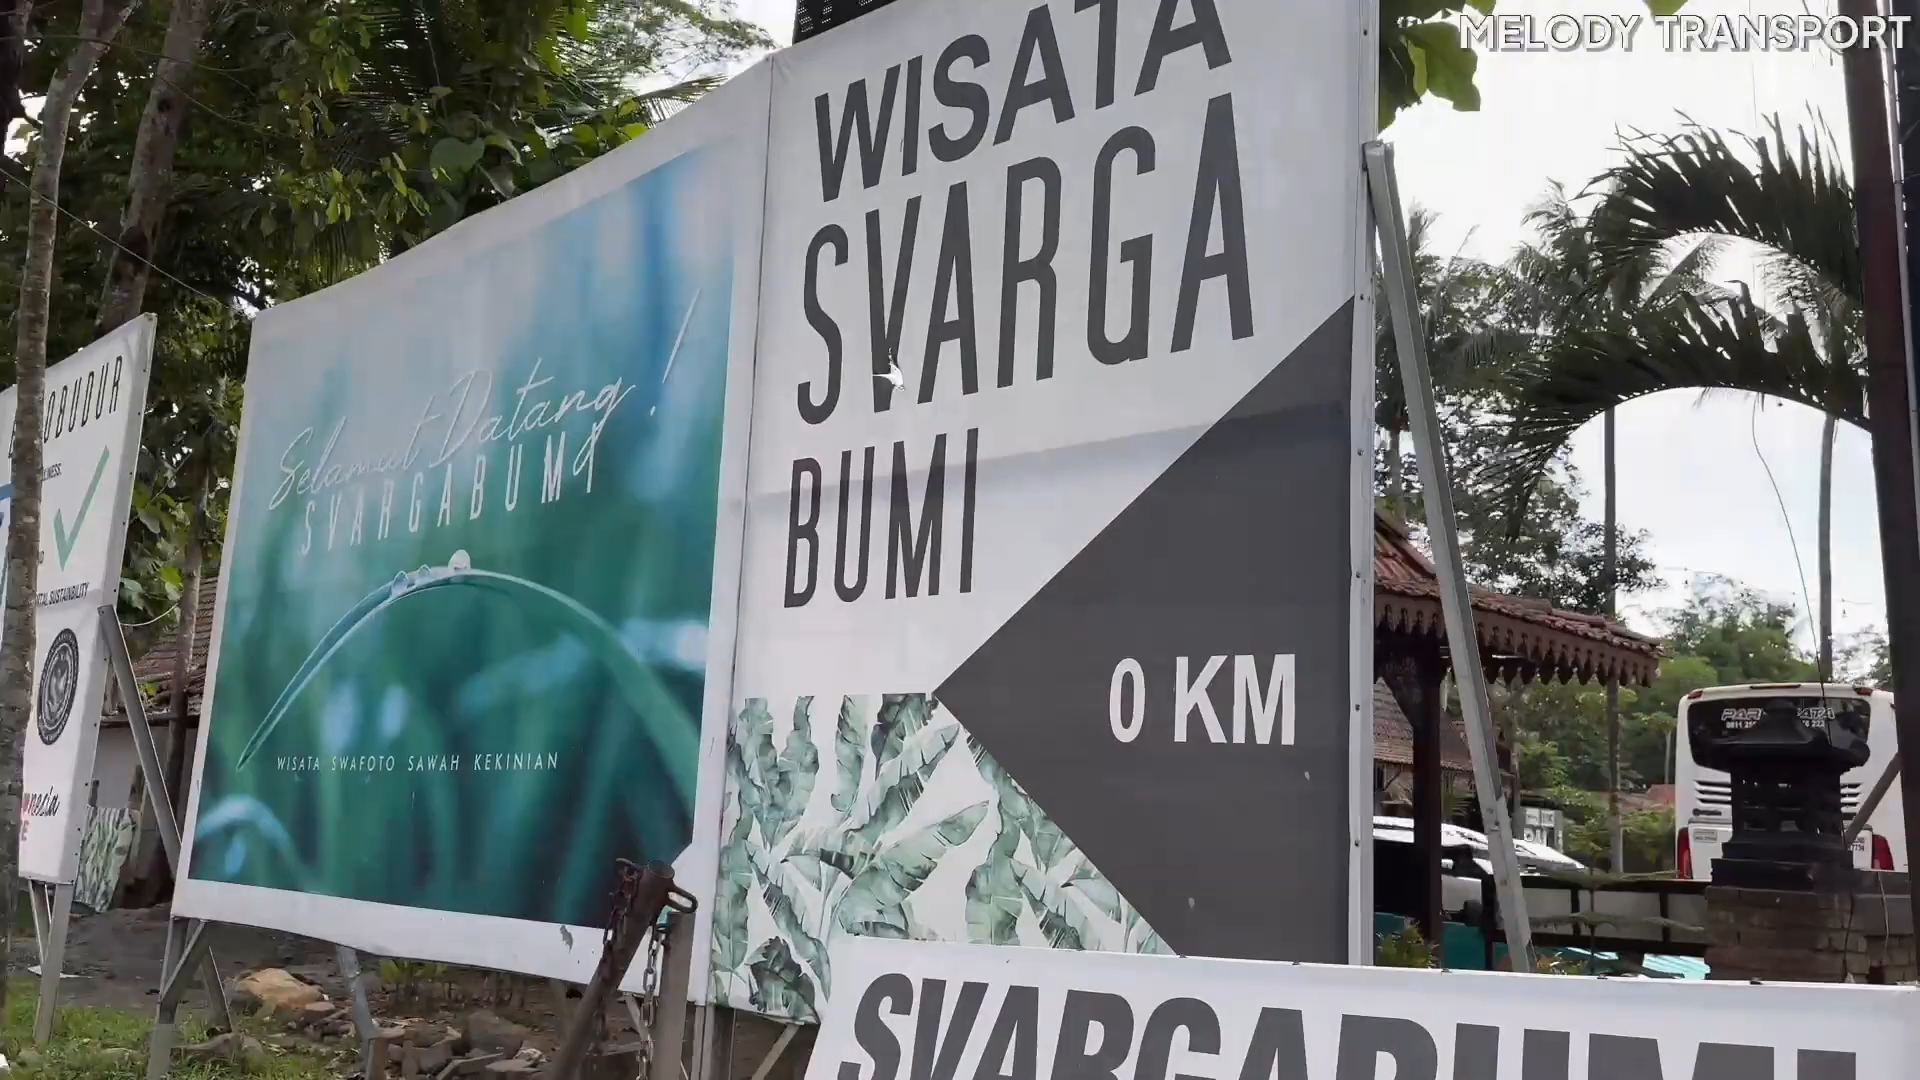 MELODY TRANSPORT
WISATA
SVARGA
BUMI
0 KM
Selamat Datang!
SVARGABUMI
WISATA SWAFOTO SAWAH KEKINIAN
SVARGABUMI